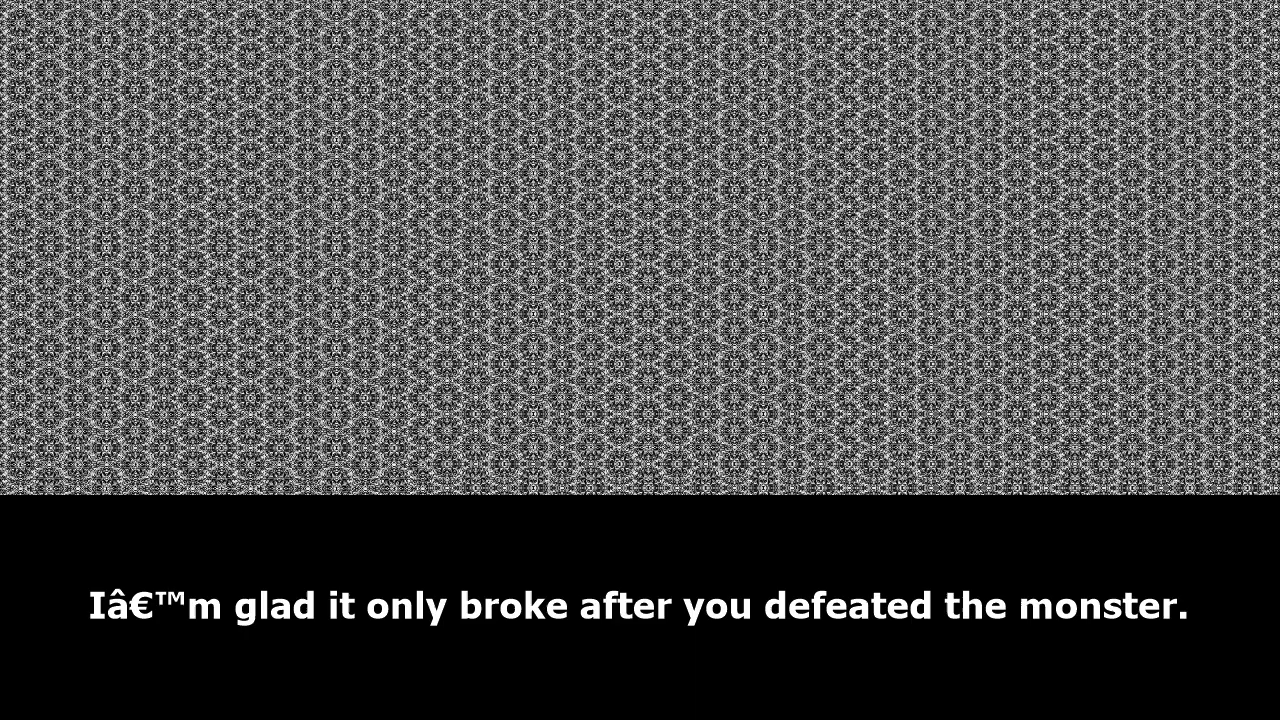 Iâ€™m glad it only broke after you defeated the monster.